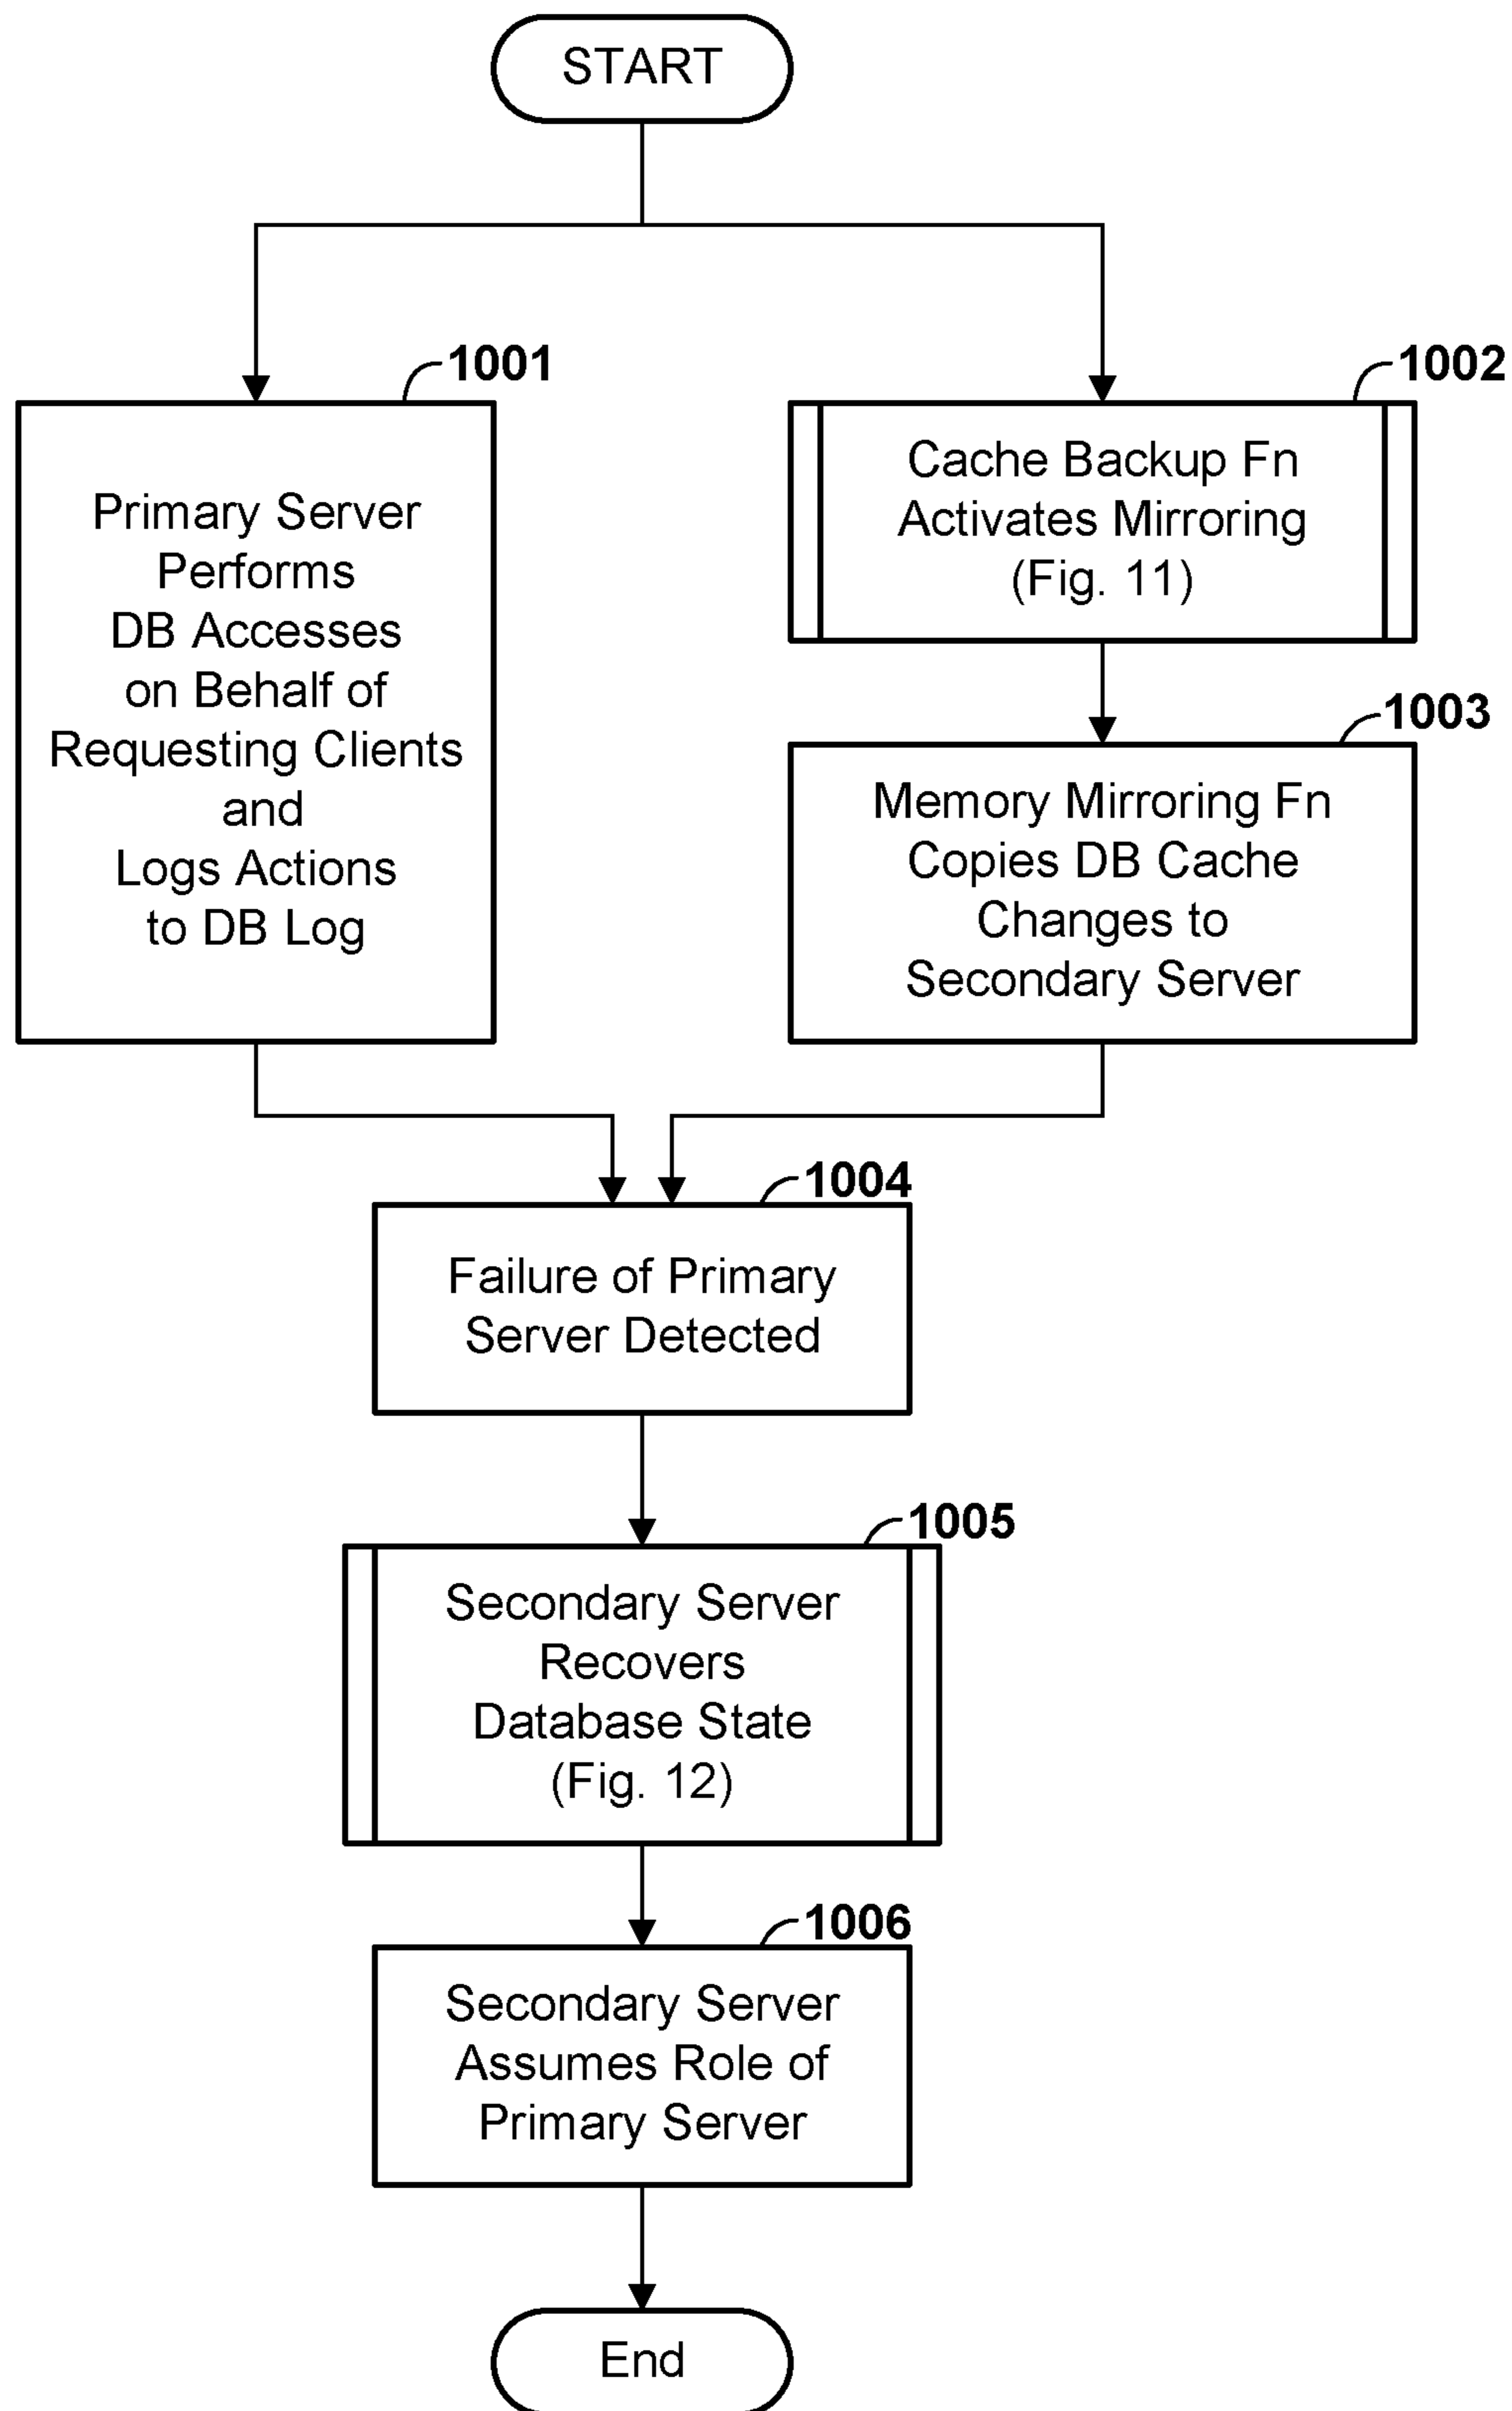 START
1001
Primary Server
Performs
DB Accesses
on Behalf of
Requesting Clients
and
Logs Actions
to DB Log
1002
Cache Backup Fn
Activates Mirroring
(Fig. 11)
1003
Memory Mirroring Fn
Copies DB Cache
Changes to
Secondary Server
1004
Failure of Primary
Server Detected
1005
Secondary Server
Recovers
Database State
(Fig. 12)
1006
Secondary Server
Assumes Role of
Primary Server
End